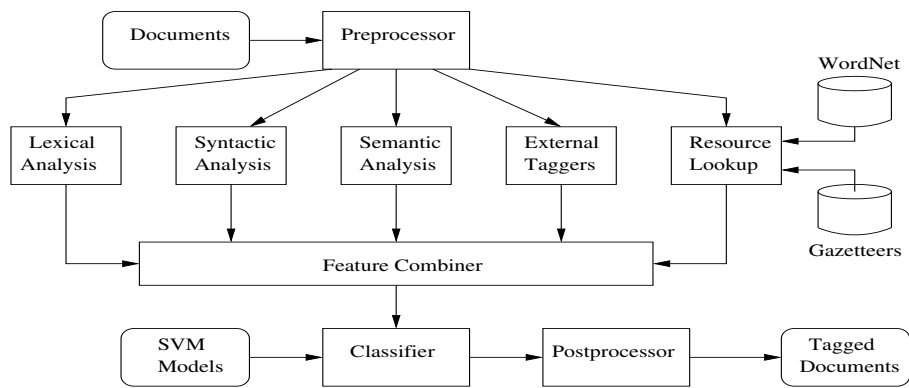 Documents
Preprocessor
WordNet
Lexical
Analysis
Syntactic
Analysis
Semantic
Analysis
External
Taggers
Resource
Lookup
Gazetteers
Feature Combiner
SVM
Models
Classifier
Postprocessor
Tagged
Documents